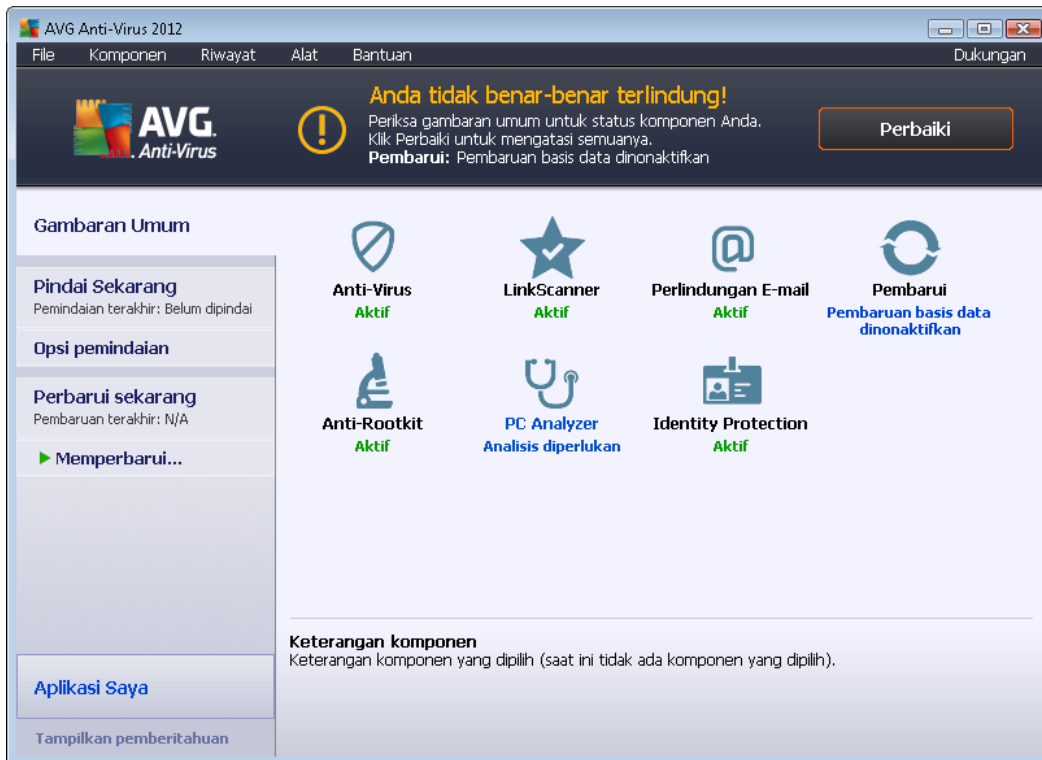 AVG Anti-Virus 2012
File Komponen Riwayat Alat Bantuan Dukungan
AVG.
Anti-Virus
Anda tidak benar-benar terlindung!
Periksa gambaran umum untuk status komponen Anda.
Klik Perbaiki untuk mengatasi semuanya.
Pembarui: Pembaruan basis data dinonaktifkan
Perbaiki
Gambaran Umum
Pindai Sekarang
Pemindaian terakhir: Belum dipindai
Opsi pemindaian
Perbarui sekarang
Pembaruan terakhir: N/A
Memperbarui...
Aplikasi Saya
Tampilkan pemberitahuan
Anti-Virus
Aktif
LinkScanner
Aktif
Perlindungan E-mail
Aktif
Pembarui
Pembaruan basis data
dinonaktifkan
Anti-Rootkit
Aktif
PC Analyzer
Analisis diperlukan
Identity Protection
Aktif
Keterangan komponen
Keterangan komponen yang dipilih (saat ini tidak ada komponen yang dipilih).